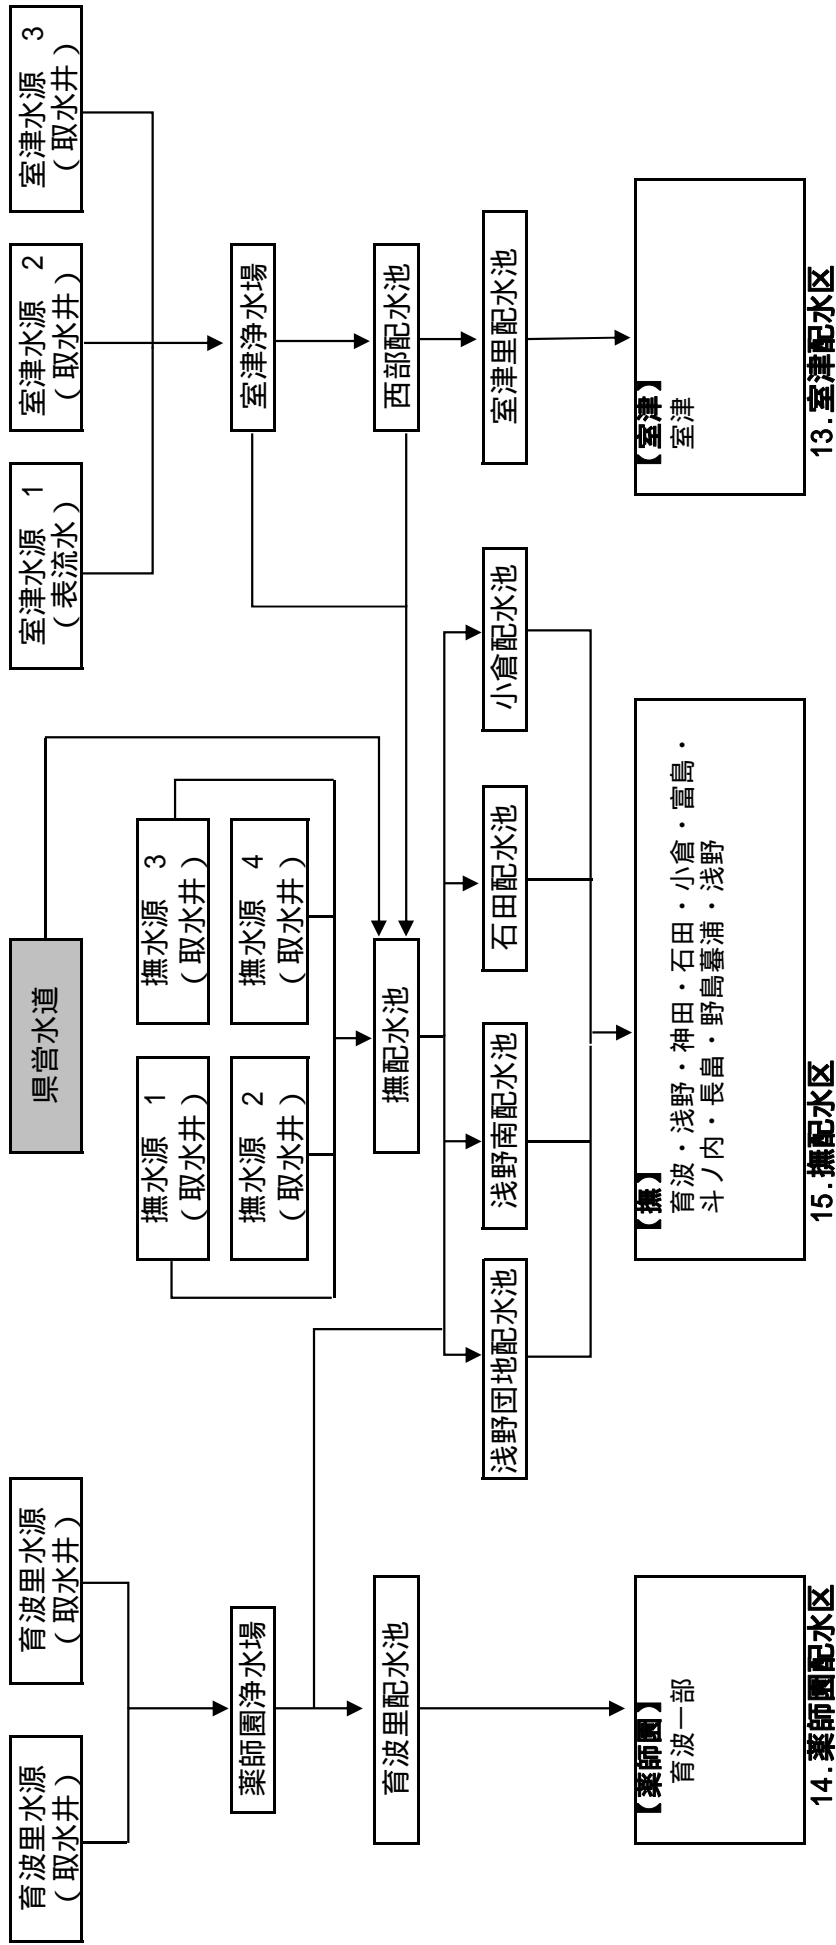 育波里水源
(取水井)
育波里水源
(取水井)
県営水道
室津水源 1
(表流水)
室津水源 2
(取水井)
室津水源 3
(取水井)
撫水源 1
(取水井)
撫水源 3
(取水井)
撫水源 2
(取水井)
撫水源 4
(取水井)
薬師園浄水場
室津浄水場
育波里配水池
撫配水池
西部配水池
浅野団地配水池
浅野南配水池
石田配水池
小倉配水池
室津里配水池
【薬師園】
育波一部
14.薬師園配水区
【撫】
育波・浅野・神田・石田・小倉・富島・
斗ノ内・長畠・野島蟇浦・浅野
15.撫配水区
【室津】
室津
13.室津配水区